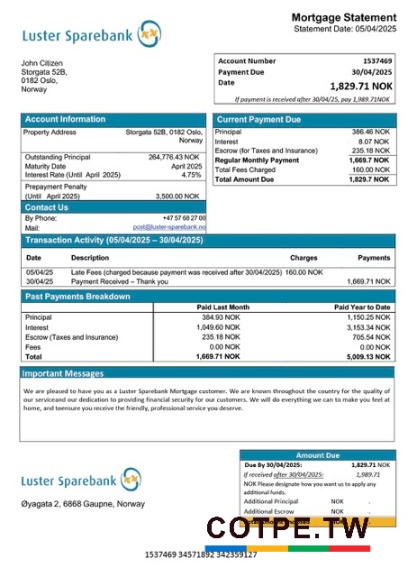 Mortgage Statement
Statement Date: 05/04/2025
Luster Sparebank
John Citizen
Storgata 52B,
0182 Oslo,
Norway
Account Number 1537469
Payment Due 30/04/2025
Date 1,829.71 NOK
If payment is received after 30/04/25, pay 1,989.71NOK
Account Information
Property Address Storgata 52B, 0182 Oslo,
Norway
Outstanding Principal 264,776.43 NOK
Maturity Date April 2025
Interest Rate (Until April 2025) 4.75%
Prepayment Penalty
(Until April 2025) 3,500.00 NOK
Contact Us
By Phone: +47 57 68 27 00
Mail: post@luster-sparebank.no
Current Payment Due
Principal 386.46 NOK
Interest 8.07 NOK
Escrow (for Taxes and Insurance) 235.18 NOK
Regular Monthly Payment 1,669.7 NOK
Total Fees Charged 160.00 NOK
Total Amount Due 1,829.7 NOK
Transaction Activity (05/04/2025 – 30/04/2025)
Date Description Charges Payments
05/04/25 Late Fees (charged because payment was received after 30/04/2025) 160.00 NOK
30/04/25 Payment Received – Thank you 1,669.71 NOK
Past Payments Breakdown
Paid Last Month Paid Year to Date
Principal 384.93 NOK 1,150.25 NOK
Interest 1,049.60 NOK 3,153.34 NOK
Escrow (Taxes and Insurance) 235.18 NOK 705.54 NOK
Fees 0.00 NOK 0.00 NOK
Total 1,669.71 NOK 5,009.13 NOK
Important Messages
We are pleased to have you as a Luster Sparebank Mortgage customer. We are known throughout the country for the quality of
our serviceand our dedication to providing financial security for our customers. We will do everything we can to make you feel at
home, and toensure you receive the friendly, professional service you deserve.
Luster Sparebank
Øyagata 2, 6868 Gaupne, Norway
Amount Due
Due By 30/04/2025: 1,829.71 NOK
if received after 30/04/2025: 1,989.71
NOK Please designate how you want us to apply any
additional funds.
Additional Principal NOK -
Additional Escrow NOK -
COTPE.TW
1537469 34571892 342359127